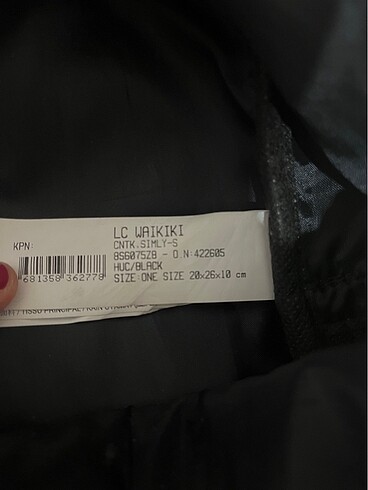 LC WAIKIKI
KPN:
CNTK.SIMLY-S
8S6075Z8 - O.N:422605
HUC/BLACK
681358 362778
SIZE:ONE SIZE 20x26x10 cm